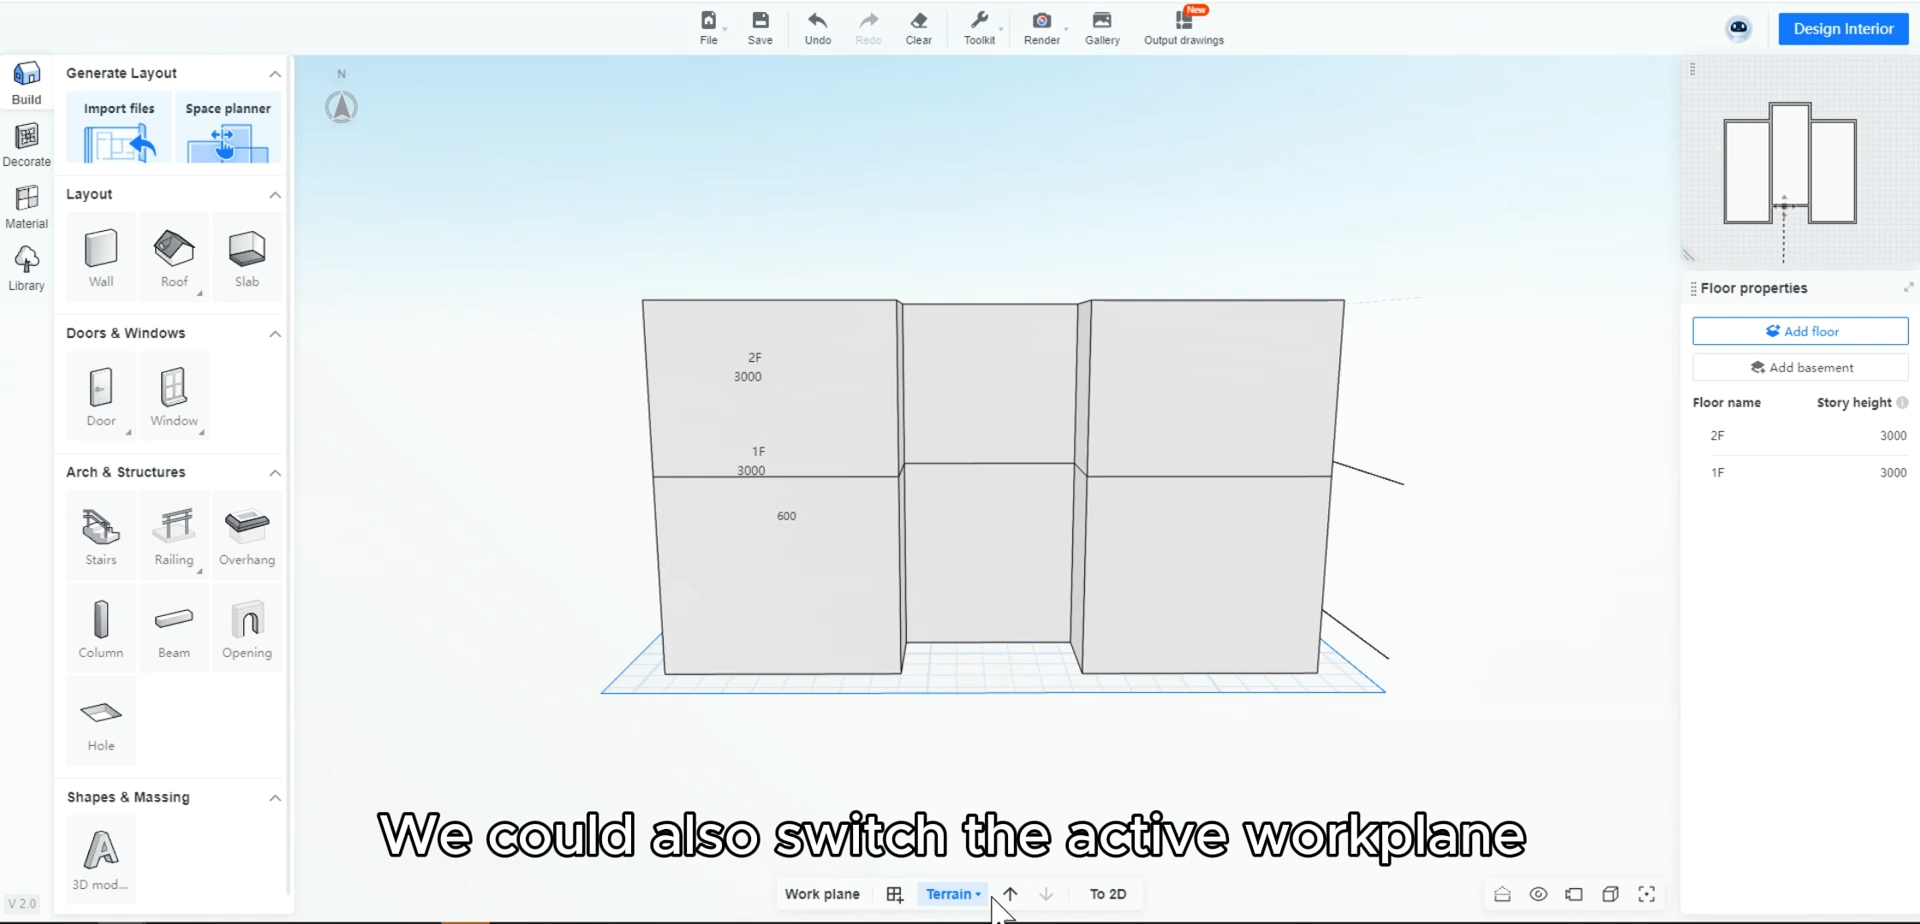 File
Save
Undo
Redo
Clear
Toolkit
Render
Gallery
New
Output drawings
Design Interior
Build
Decorate
Material
Library
V 2.0
Generate Layout
Import files
Space planner
Layout
Wall
Roof
Slab
Doors & Windows
Door
Window
Arch & Structures
Stairs
Railing
Overhang
Column
Beam
Opening
Hole
Shapes & Massing
3D mod...
N
2F
3000
1F
3000
600
We could also switch the active workplane
Work plane
Terrain
To 2D
Floor properties
Add floor
Add basement
Floor name Story height
2F 3000
1F 3000